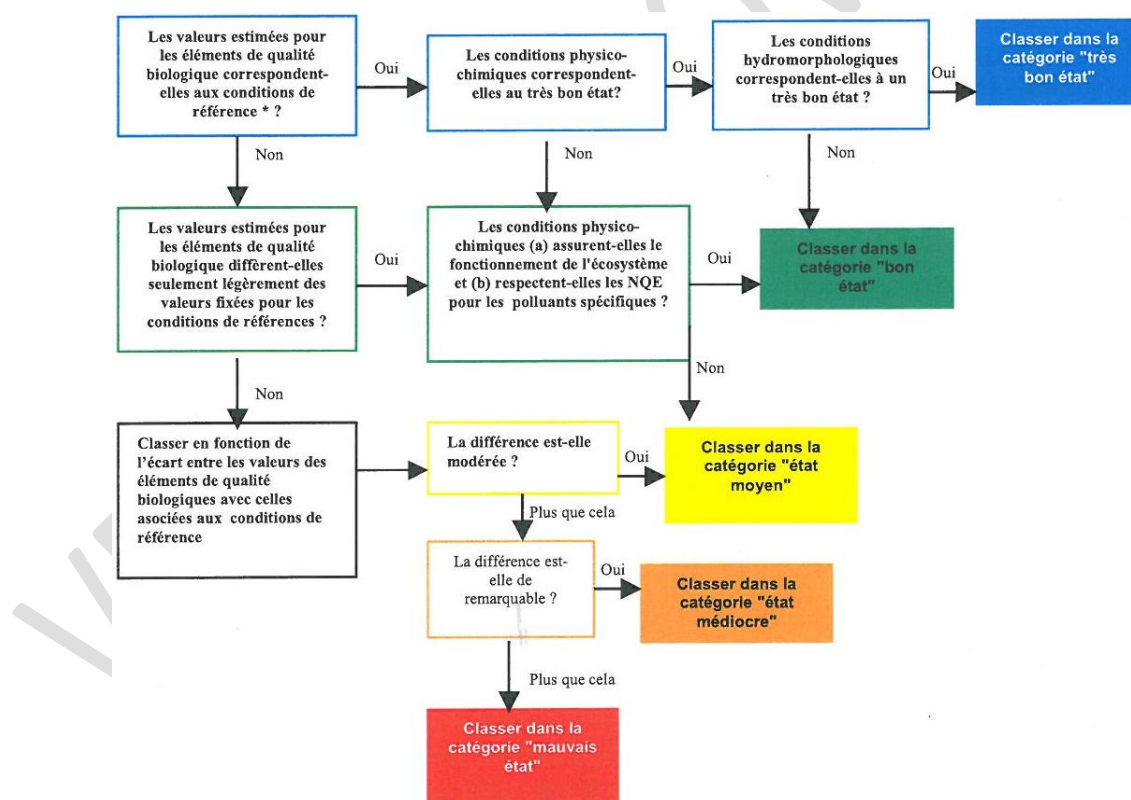 Les valeurs estimées pour
les éléments de qualité
biologique correspondent-
elles aux conditions de
référence * ?
Oui
Les conditions physico-
chimiques correspondent-
elles au très bon état?
Oui
Les conditions
hydromorphologiques
correspondent-elles à un
très bon état ?
Oui
Classer dans la
catégorie "très
bon état"
Non
Non
Non
Les valeurs estimées pour
les éléments de qualité
biologique diffèrent-elles
seulement légèrement des
valeurs fixées pour les
conditions de références ?
Oui
Les conditions physico-
chimiques (a) assurent-elles le
fonctionnement de l'écosystème
et (b) respectent-elles les NQE
pour les polluants spécifiques ?
Oui
Classer dans la
catégorie "bon
état"
Non
Non
Classer en fonction de
l'écart entre les valeurs des
éléments de qualité
biologiques avec celles
asociées aux conditions de
référence
La différence est-elle
modérée ?
Oui
Classer dans la
catégorie "état
moyen"
Plus que cela
La différence est-
elle de
remarquable ?
Oui
Classer dans la
catégorie "état
médiocre"
Plus que cela
Classer dans la
catégorie "mauvais
état"